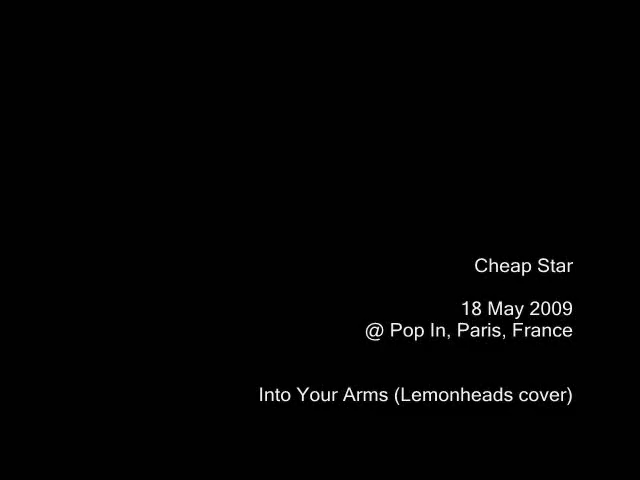 Cheap Star
18 May 2009
@ Pop In, Paris, France
Into Your Arms (Lemonheads cover)